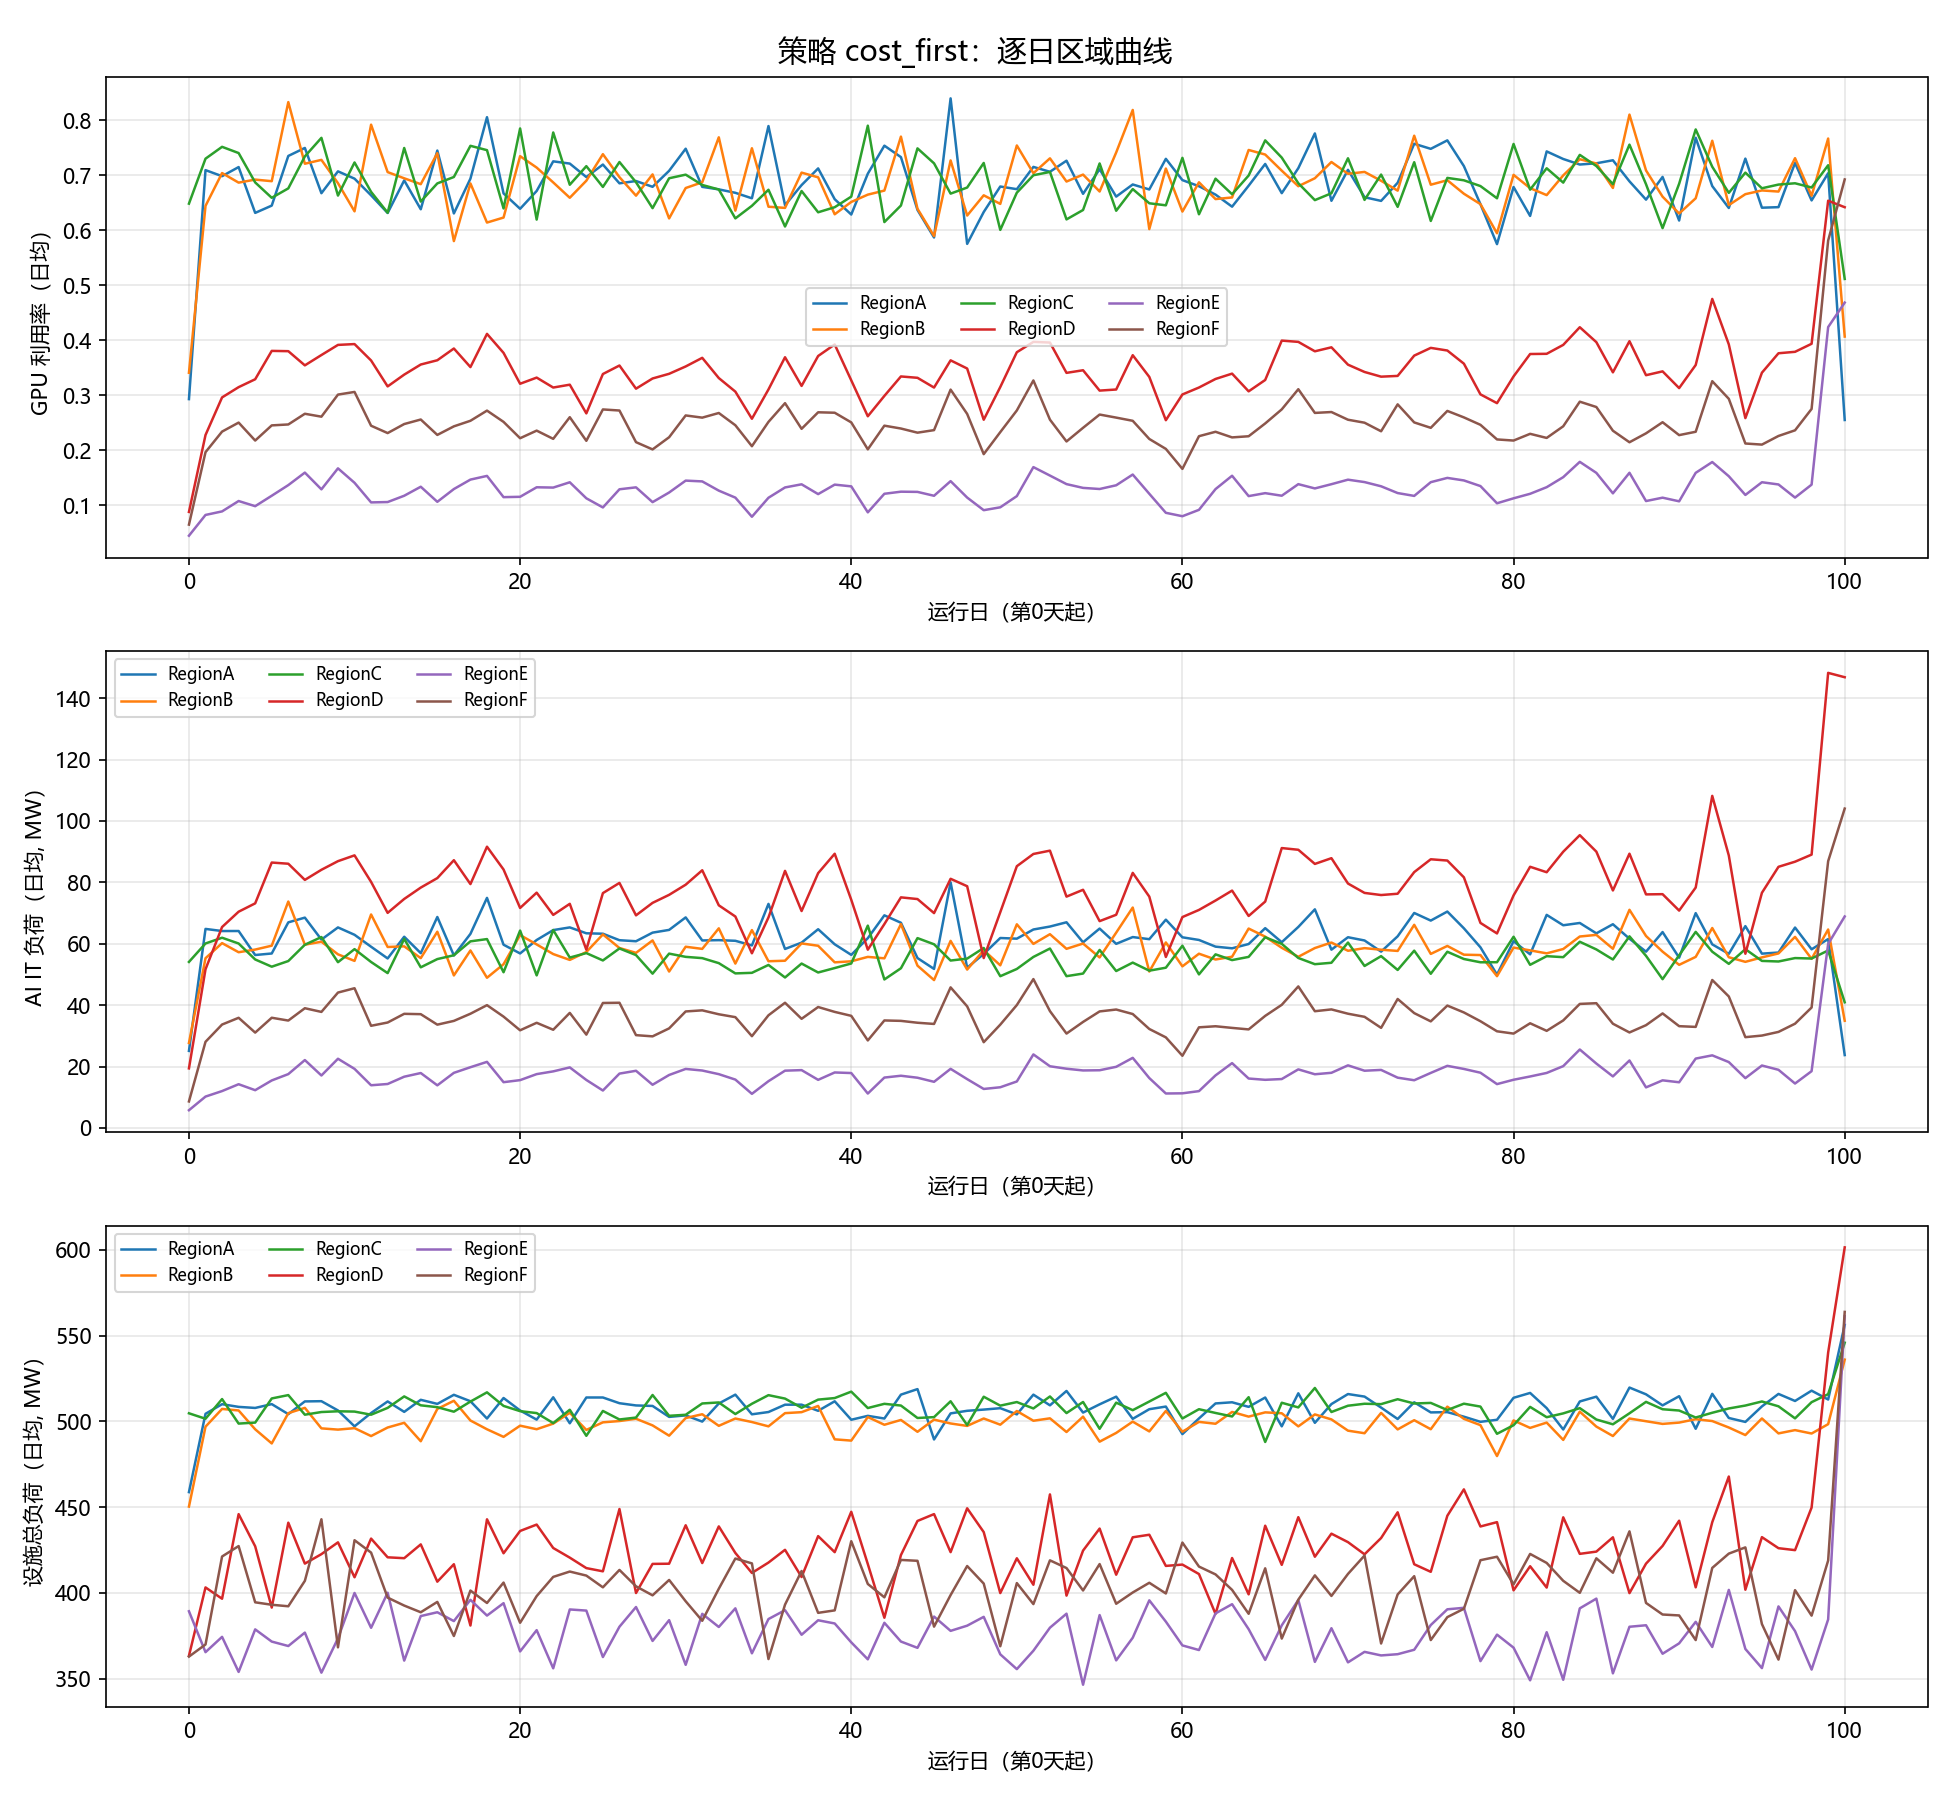 策略 cost_first：逐日区域曲线
GPU 利用率（日均）
0.8
0.7
0.6
0.5
0.4
0.3
0.2
0.1
RegionA RegionC RegionE
RegionB RegionD RegionF
0 20 40 60 80 100
运行日（第0天起）
AI IT 负荷（日均, MW）
140
120
100
80
60
40
20
0
RegionA RegionC RegionE
RegionB RegionD RegionF
0 20 40 60 80 100
运行日（第0天起）
设施总负荷（日均, MW）
600
550
500
450
400
350
RegionA RegionC RegionE
RegionB RegionD RegionF
0 20 40 60 80 100
运行日（第0天起）